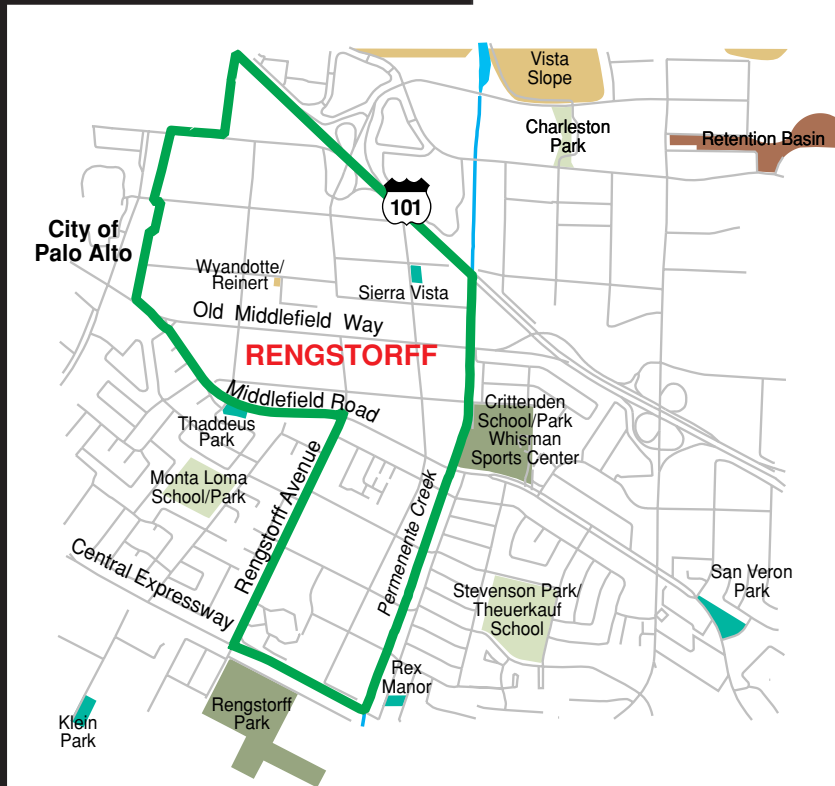 Vista
Slope
Charleston
Park
Retention Basin
101
City of
Palo Alto
Wyandotte/
Reinert
Sierra Vista
Old Middlefield Way
RENGSTORFF
Middlefield Road
Thaddeus
Park
Crittenden
School/Park
Whisman
Sports Center
Monta Loma
School/Park
Rengstorff Avenue
Permenente Creek
Central Expressway
Stevenson Park/
Theuerkauf
School
San Veron
Park
Rex
Manor
Rengstorff
Park
Klein
Park